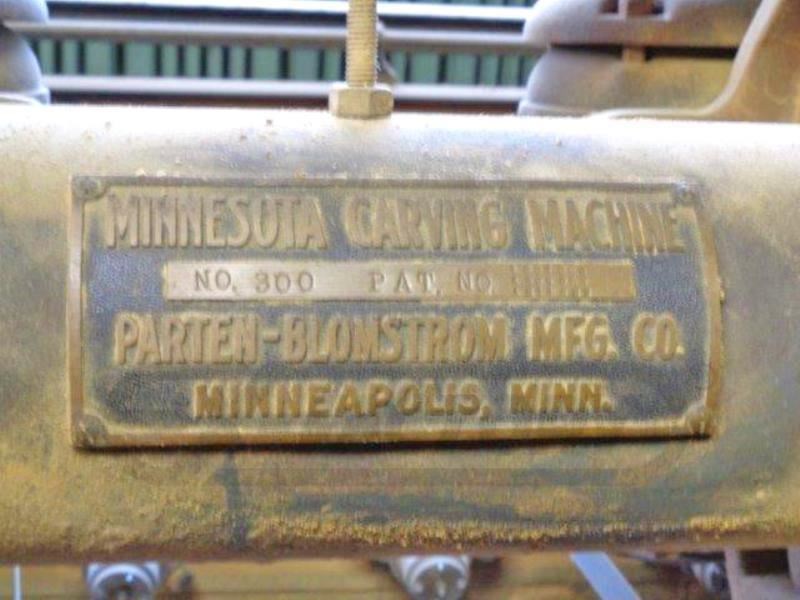 MINNESOTA CARVING MACHINE
NO. 300 PAT. NO
PARTEN-BLOMSTROM MFG. CO.
MINNEAPOLIS, MINN.